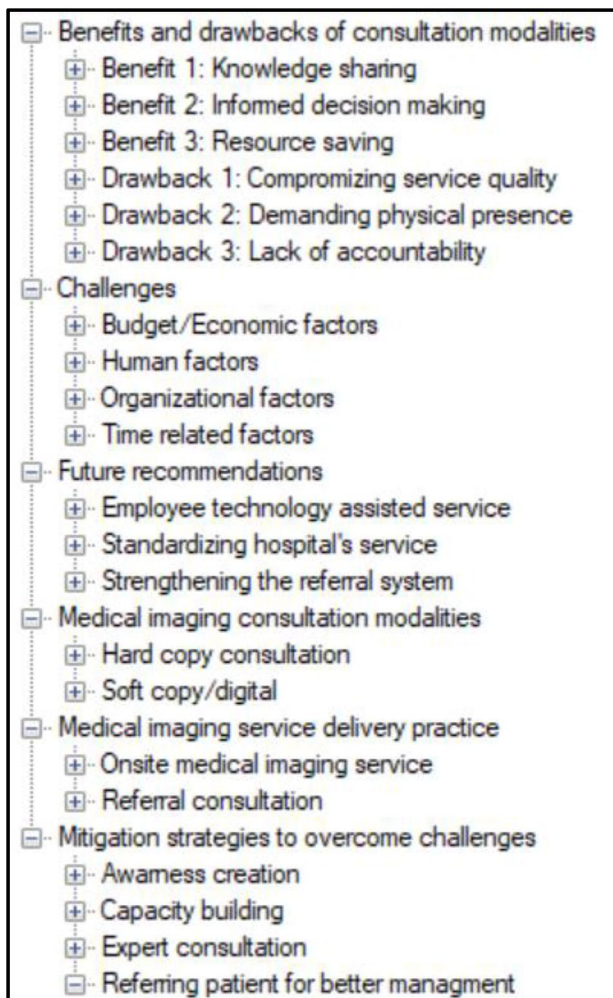 Benefits and drawbacks of consultation modalities
Benefit 1: Knowledge sharing
Benefit 2: Informed decision making
Benefit 3: Resource saving
Drawback 1: Compromizing service quality
Drawback 2: Demanding physical presence
Drawback 3: Lack of accountability
Challenges
Budget/Economic factors
Human factors
Organizational factors
Time related factors
Future recommendations
Employee technology assisted service
Standardizing hospital's service
Strengthening the referral system
Medical imaging consultation modalities
Hard copy consultation
Soft copy/digital
Medical imaging service delivery practice
Onsite medical imaging service
Referral consultation
Mitigation strategies to overcome challenges
Awarness creation
Capacity building
Expert consultation
Referring patient for better managment